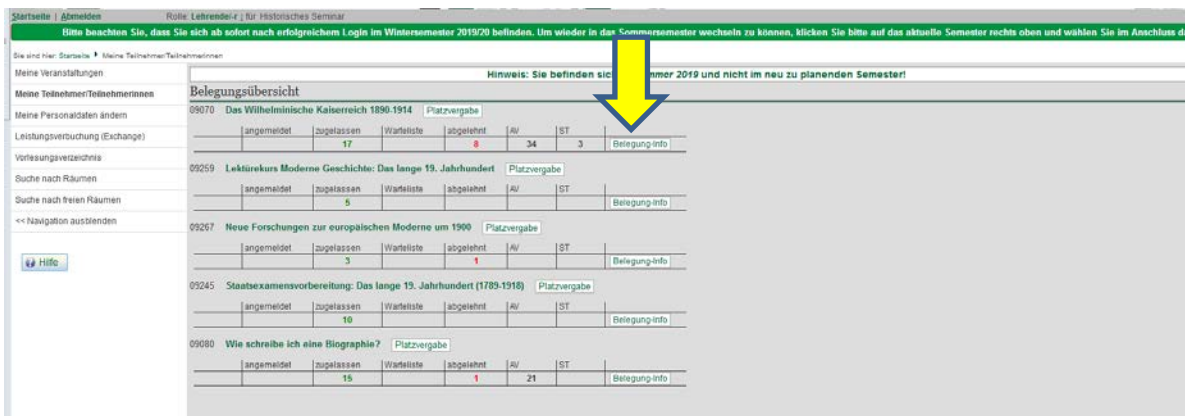 Startseite | Abmelden Rolle: Lehrende/-r | für Historisches Seminar
Bitte beachten Sie, dass Sie sich ab sofort nach erfolgreichem Login im Wintersemester 2019/20 befinden. Um wieder in das Sommersemester wechseln zu können, klicken Sie bitte auf das aktuelle Semester rechts oben und wählen Sie im Anschluss
Sie sind hier: Startseite Meine Teilnehmer/Teilnehmerinnen
Meine Veranstaltungen
Meine Teilnehmer/Teilnehmerinnen
Meine Personaldaten ändern
Leistungsverbuchung (Exchange)
Vorlesungsverzeichnis
Suche nach Räumen
Suche nach freien Räumen
<< Navigation ausblenden
Hilfe
Hinweis: Sie befinden 2019 und nicht im neu zu planenden Semester!
Belegungsübersicht
09070 Das Wilhelminische Kaiserreich 1890-1914 Platzvergabe
angemeldet zugelassen Warteliste abgelehnt AV ST
17 8 34 3 Belegung-Info
09259 Lektürekurs Moderne Geschichte: Das lange 19. Jahrhundert Platzvergabe
angemeldet zugelassen Warteliste abgelehnt AV ST
5 Belegung-Info
09267 Neue Forschungen zur europäischen Moderne um 1900 Platzvergabe
angemeldet zugelassen Warteliste abgelehnt AV ST
3 1 Belegung-Info
09245 Staatsexamensvorbereitung: Das lange 19. Jahrhundert (1789-1918) Platzvergabe
angemeldet zugelassen Warteliste abgelehnt AV ST
10 Belegung-Info
09080 Wie schreibe ich eine Biographie? Platzvergabe
angemeldet zugelassen Warteliste abgelehnt AV ST
15 1 21 Belegung-Info